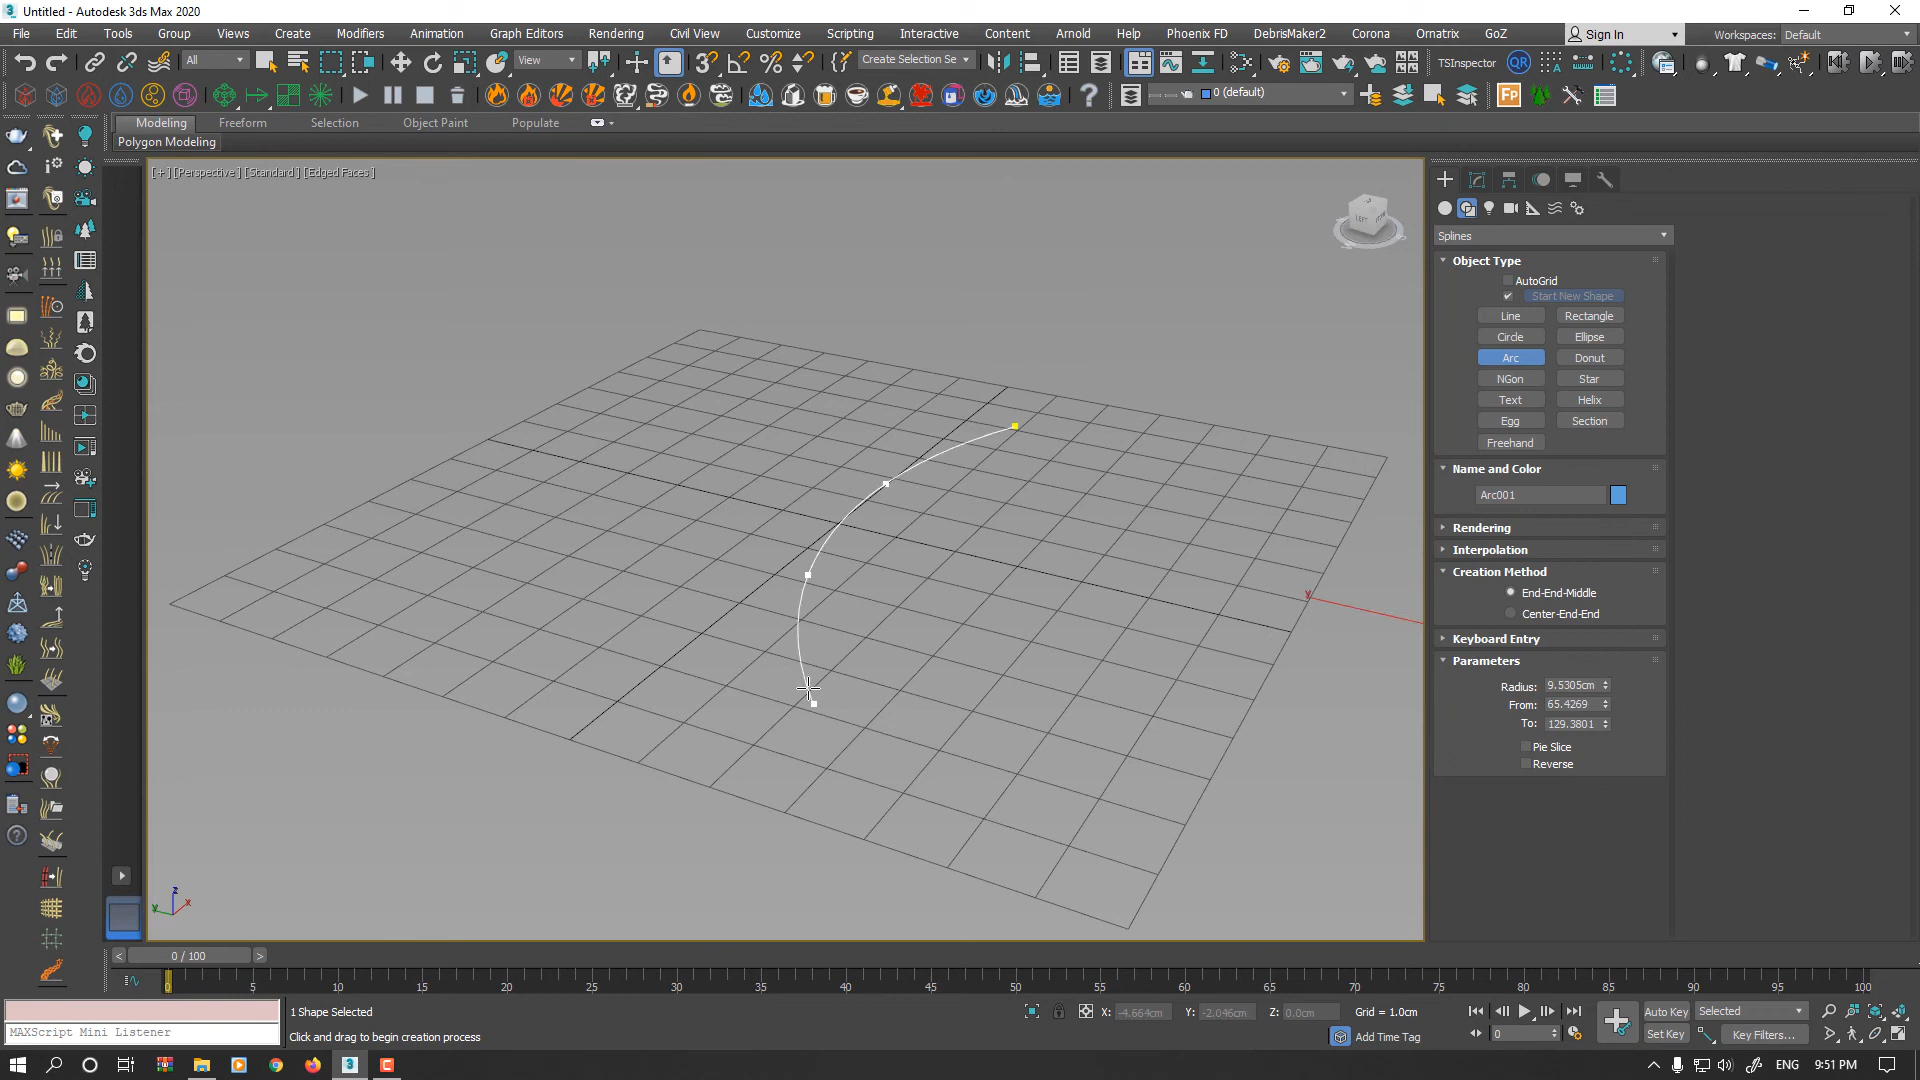 Untitled - Autodesk 3ds Max 2020
File Edit Tools Group Views Create Modifiers Animation Graph Editors Rendering Civil View Customize Scripting Interactive Content Arnold Help Phoenix FD DebrisMaker2 Corona Ornatrix GoZ Sign In Workspaces: Default
All View Create Selection Se TSInspector QR
0 (default) FP
Modeling Freeform Selection Object Paint Populate
Polygon Modeling
[+] [Perspective] [Standard] [Edged Faces]
LEFT
Splines
Object Type
AutoGrid
Start New Shape
Line Rectangle
Circle Ellipse
Arc Donut
NGon Star
Text Helix
Egg Section
Freehand
Name and Color
Arc001
Rendering
Interpolation
Creation Method
End-End-Middle
Center-End-End
Keyboard Entry
Parameters
Radius: 9.5305cm
From: 65.4269
To: 129.3801
Pie Slice
Reverse
y
z
y x
< 0 / 100 >
0 5 10 15 20 25 30 35 40 45 50 55 60 65 70 75 80 85 90 95 100
1 Shape Selected X: -4.664cm Y: -2.046cm Z: 0.0cm Grid = 1.0cm Auto Key Selected
MAXScript Mini Listener Click and drag to begin creation process Add Time Tag 0 Set Key Key Filters...
ENG 9:51 PM